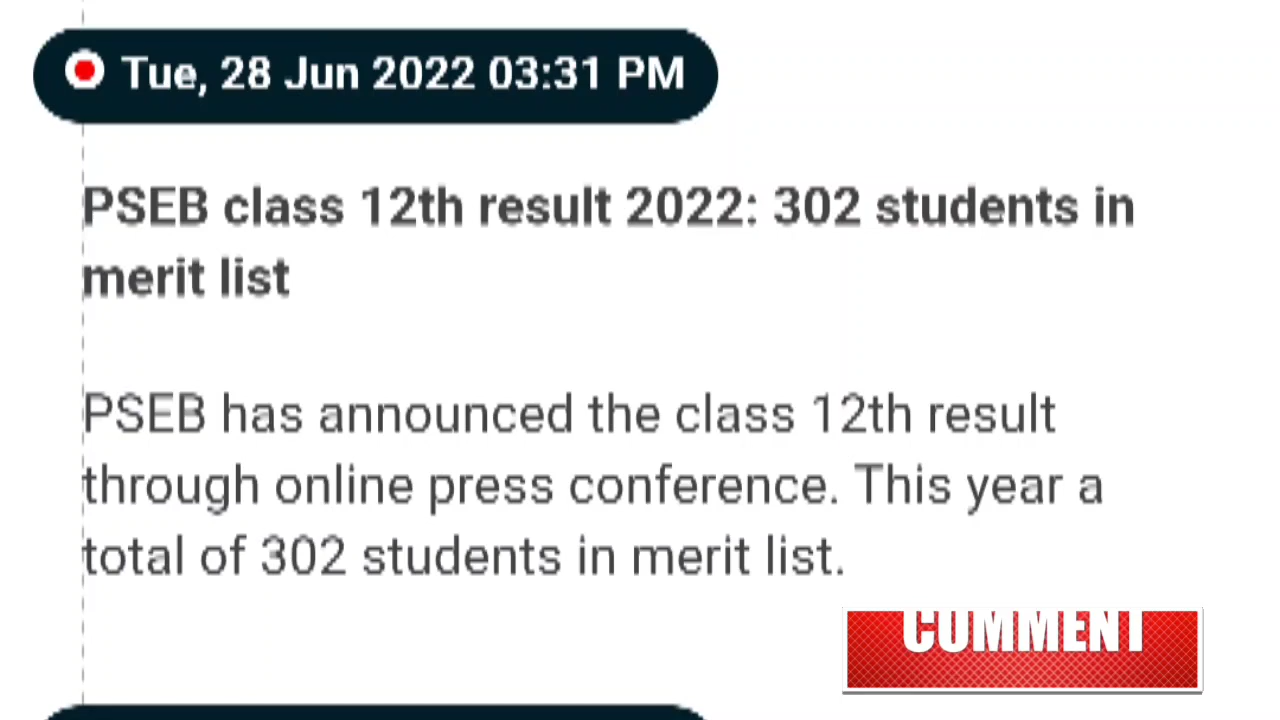 Tue, 28 Jun 2022 03:31 PM
PSEB class 12th result 2022: 302 students in
merit list
PSEB has announced the class 12th result
through online press conference. This year a
total of 302 students in merit list.
COMMENT